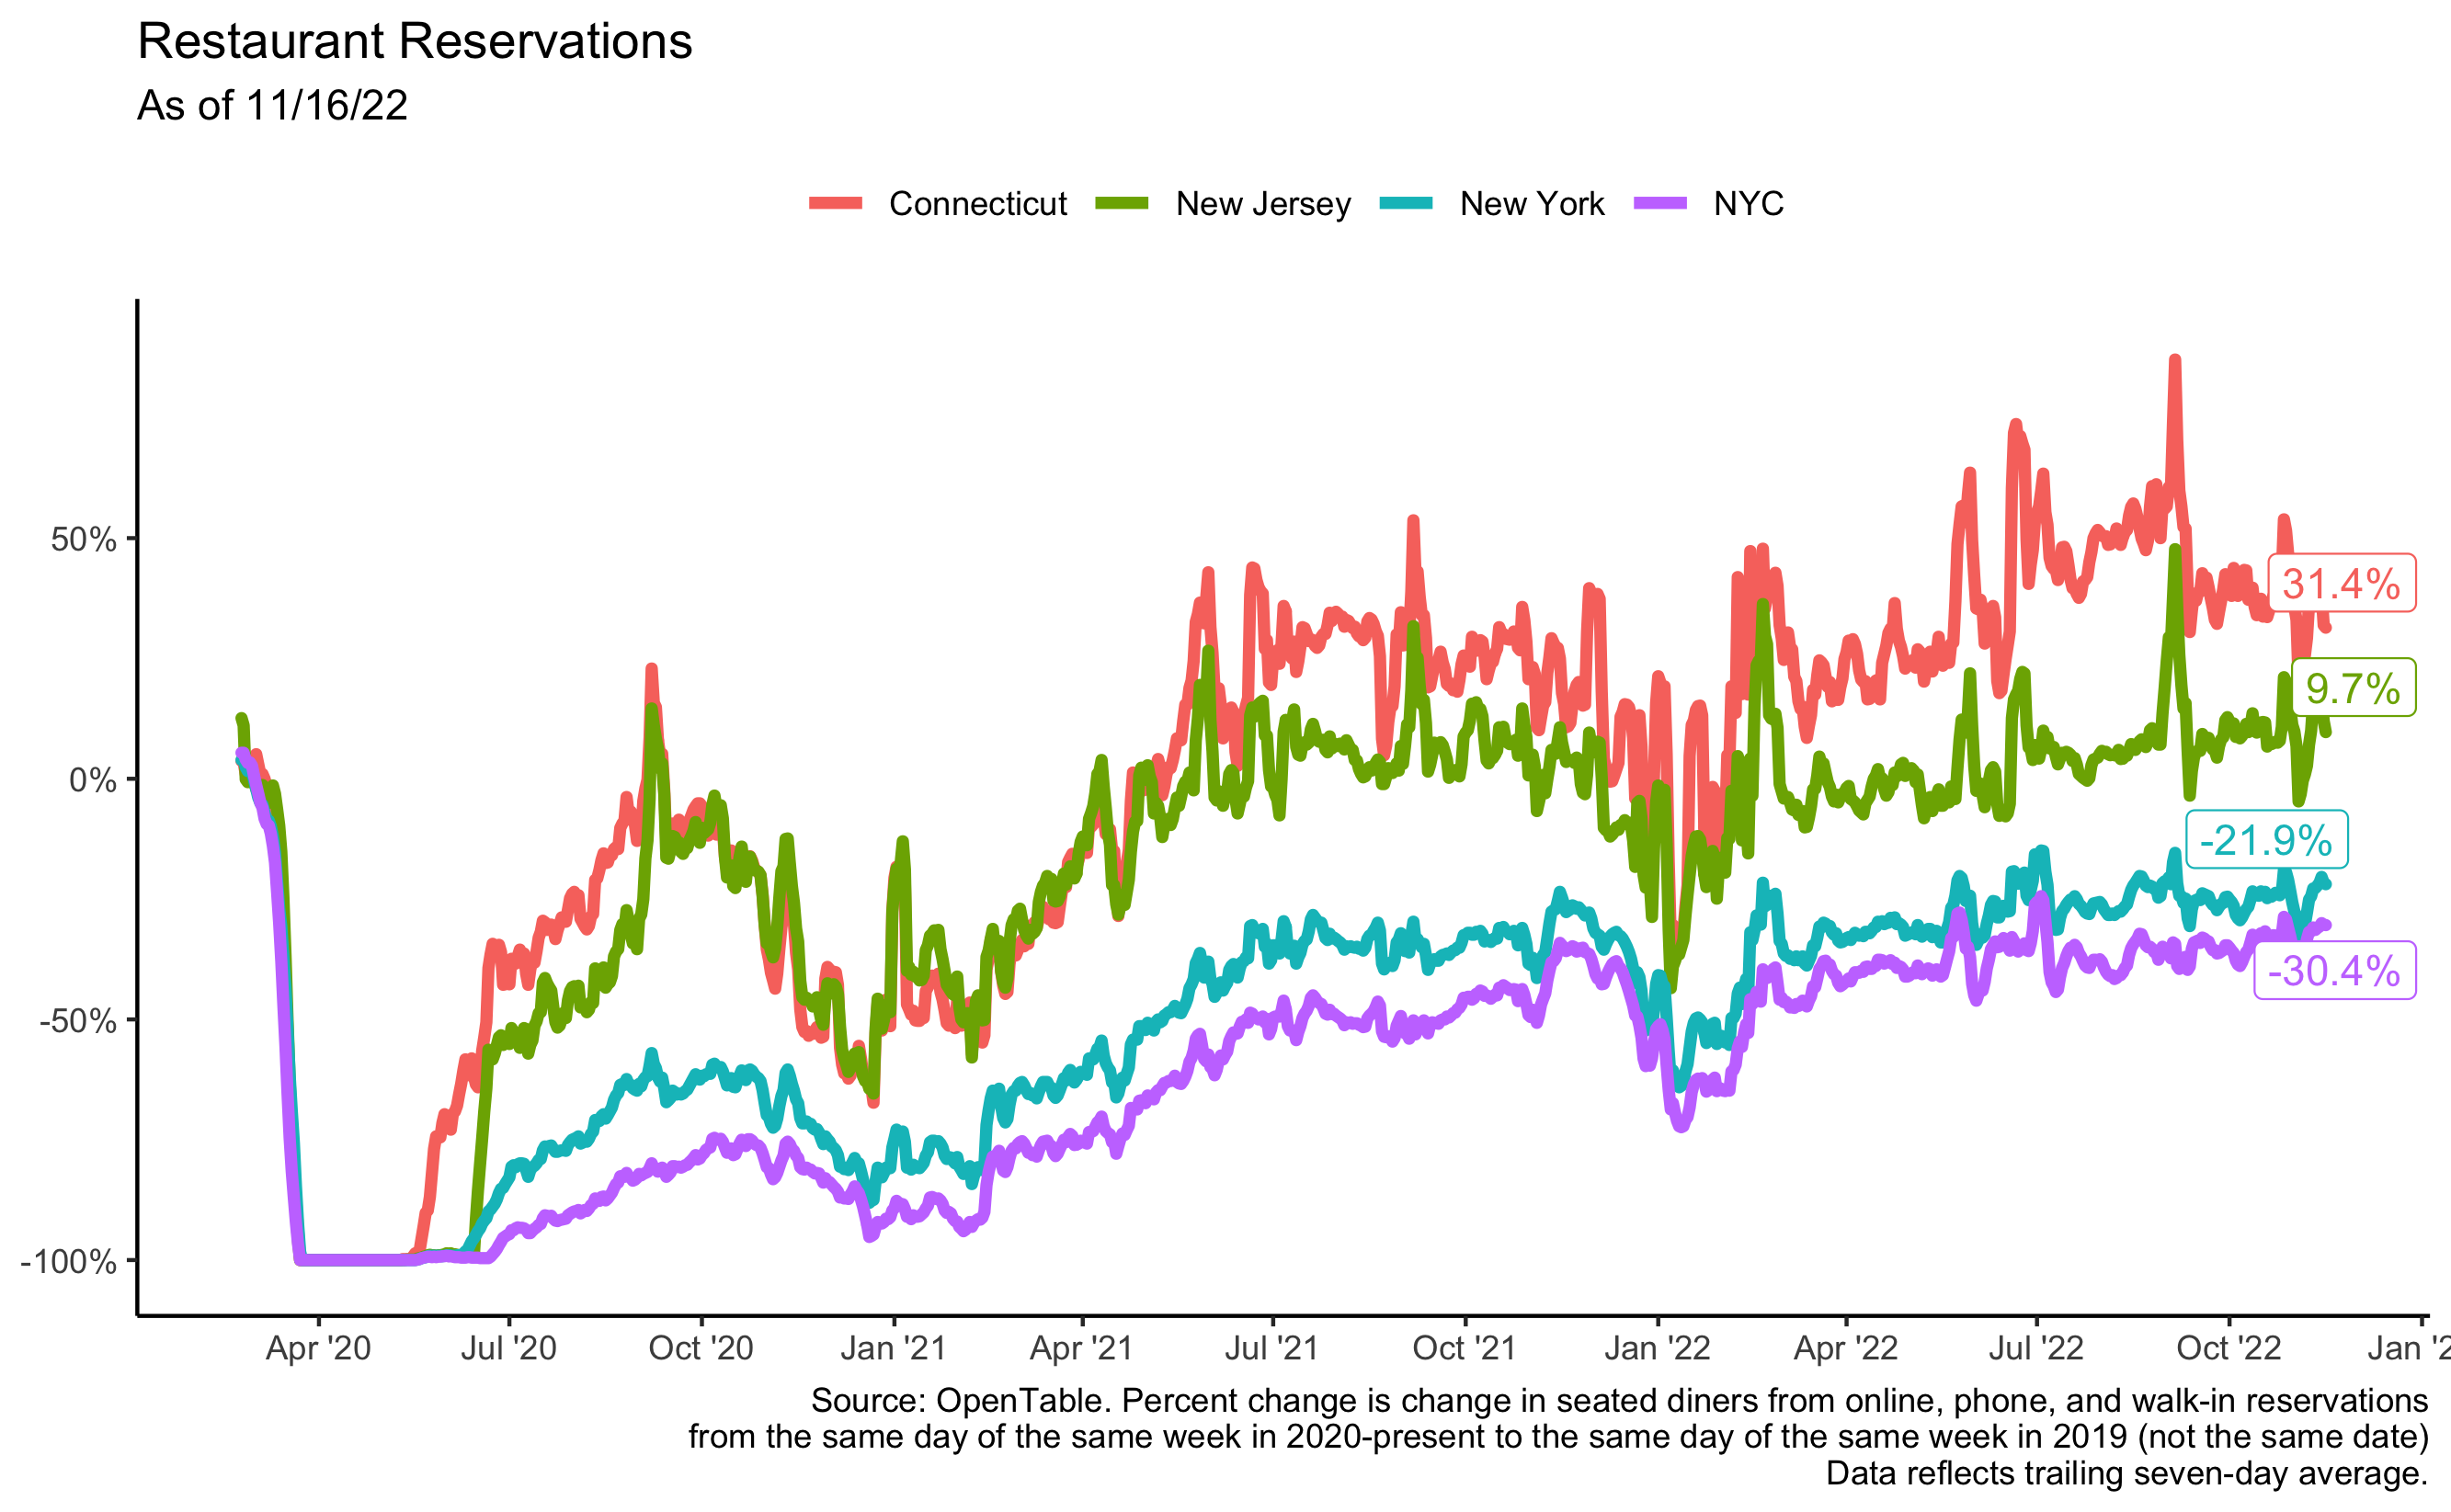 Restaurant Reservations
As of 11/16/22
Connecticut New Jersey New York NYC
50%
0%
-50%
-100%
31.4%
9.7%
-21.9%
-30.4%
Apr '20 Jul '20 Oct '20 Jan '21 Apr '21 Jul '21 Oct '21 Jan '22 Apr '22 Jul '22 Oct '22 Jan '2
Source: OpenTable. Percent change is change in seated diners from online, phone, and walk-in reservations
from the same day of the same week in 2020-present to the same day of the same week in 2019 (not the same date)
Data reflects trailing seven-day average.